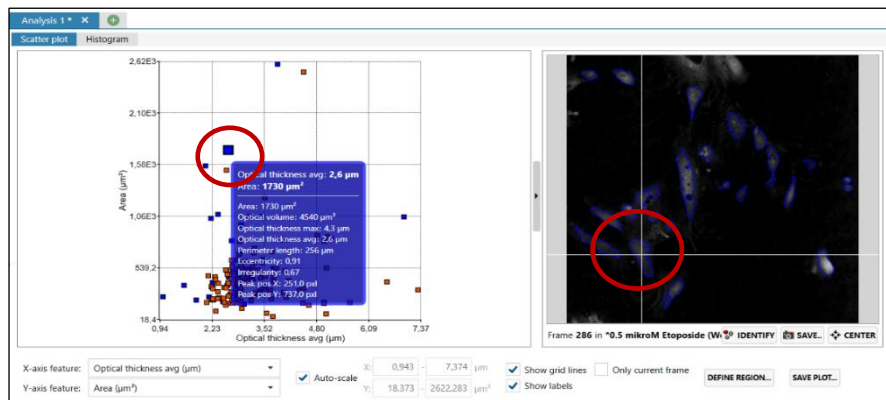 Analysis 1 *
Scatter plot Histogram
2,62E3
2,10E3
1,58E3
1,06E3
539,2
18,4
Area (µm²)
0,94 2,23 3,52 4,80 6,09 7,37
Optical thickness avg (µm)
Optical thickness avg: 2,6 µm
Area: 1730 µm²
Area: 1730 µm²
Optical volume: 4540 µm³
Optical thickness max: 4,3 µm
Optical thickness avg: 2,6 µm
Perimeter length: 256 µm
Eccentricity: 0,91
Irregularity: 0,67
Peak pos X: 251,0 pxl
Peak pos Y: 737,0 pxl
Frame 286 in "0.5 mikroM Etoposide (We IDENTIFY SAVE.. CENTER
X-axis feature: Optical thickness avg (µm)
Y-axis feature: Area (µm²)
Auto-scale
X: 0,943 - 7,374 µm
Y: 18.373 - 2622,283 µm²
Show grid lines
Show labels
Only current frame
DEFINE REGION...
SAVE PLOT...